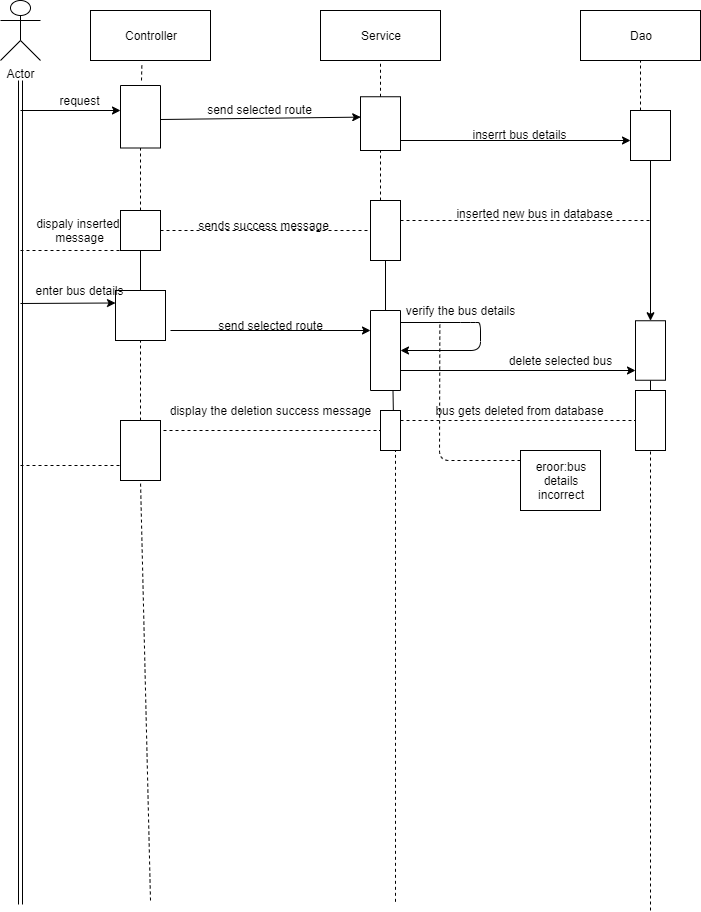 Controller
Service
Dao
Actor
request
send selected route
inserrt bus details
dispaly inserted
message
sends success message
inserted new bus in database
enter bus details
send selected route
verify the bus details
delete selected bus
display the deletion success message
bus gets deleted from database
eroor:bus
details
incorrect